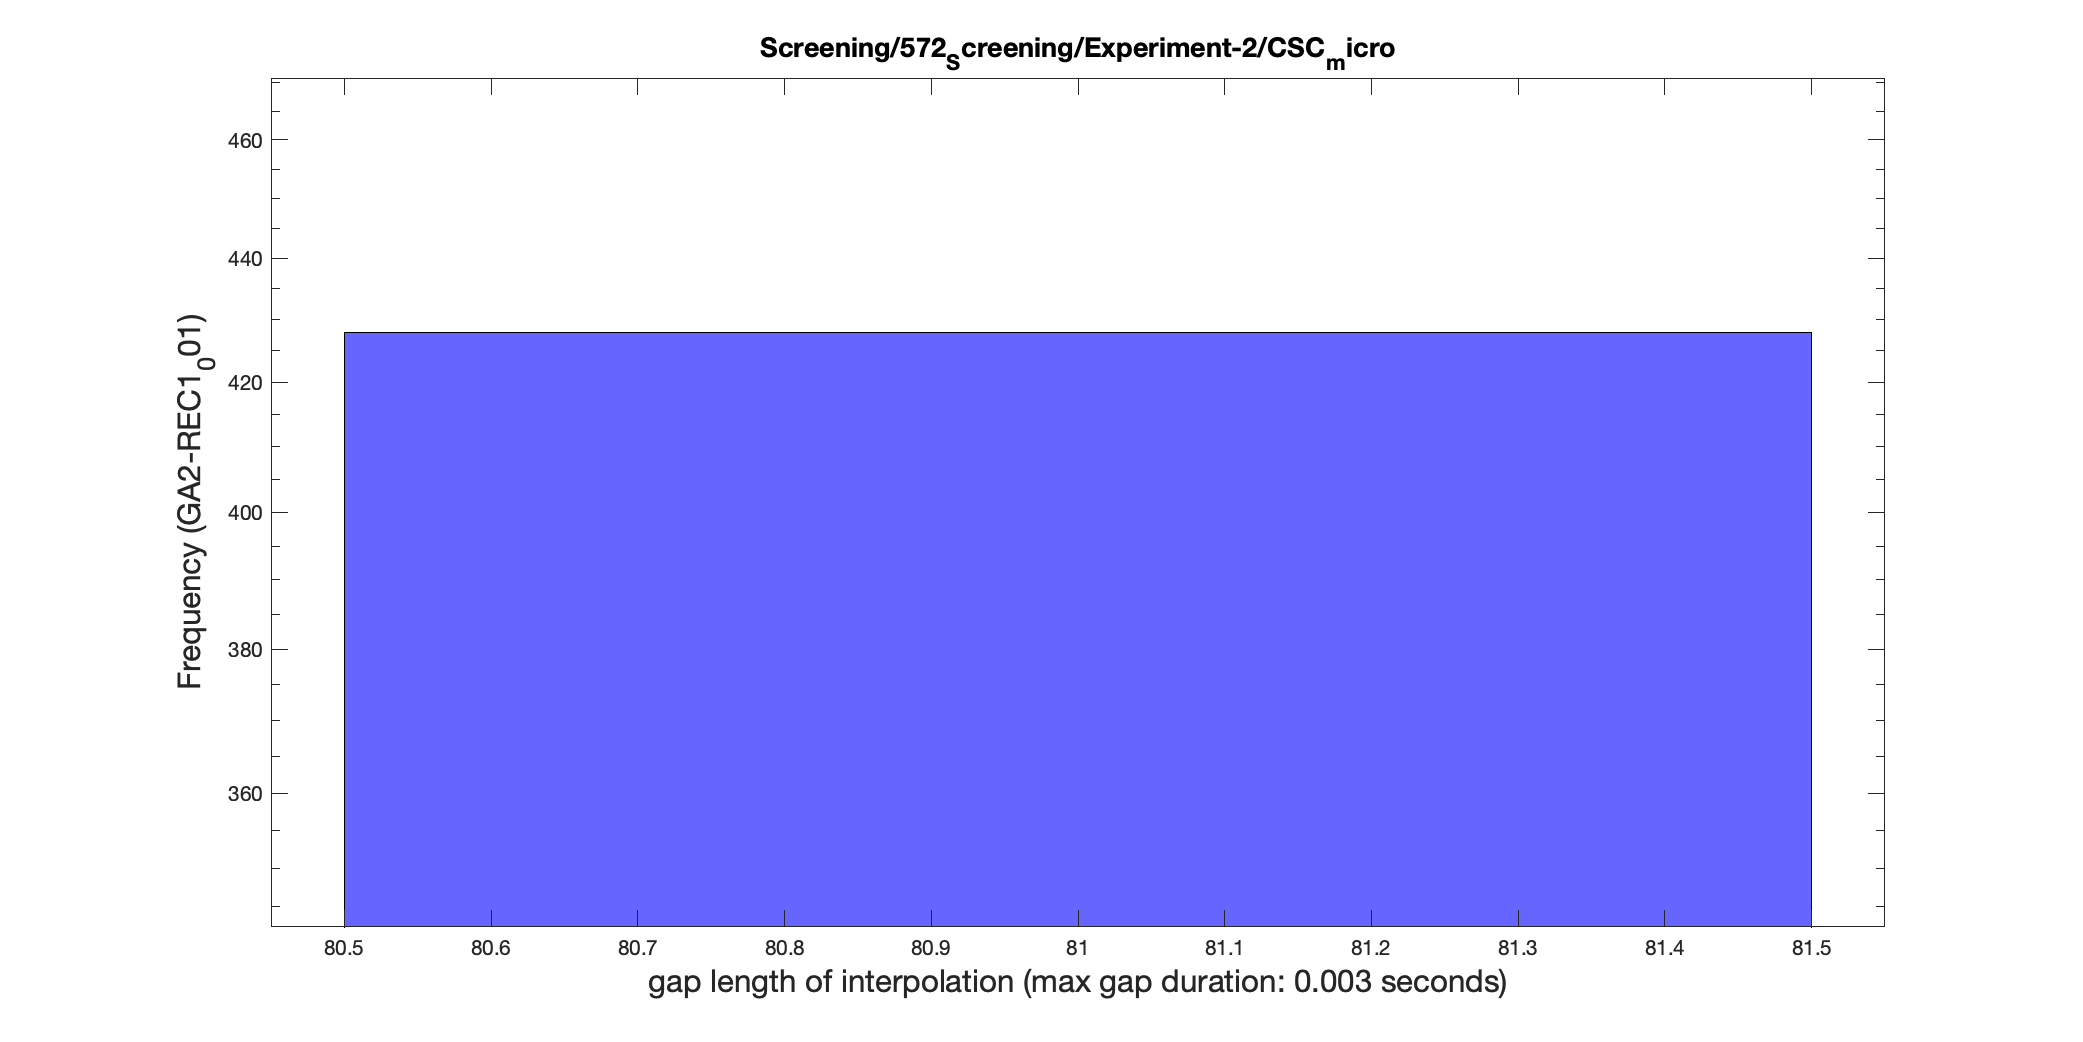 Screening/572_Screening/Experiment-2/CSC_micro
460
440
420
400
380
360
Frequency (GA2-REC1_001)
80.5 80.6 80.7 80.8 80.9 81 81.1 81.2 81.3 81.4 81.5
gap length of interpolation (max gap duration: 0.003 seconds)